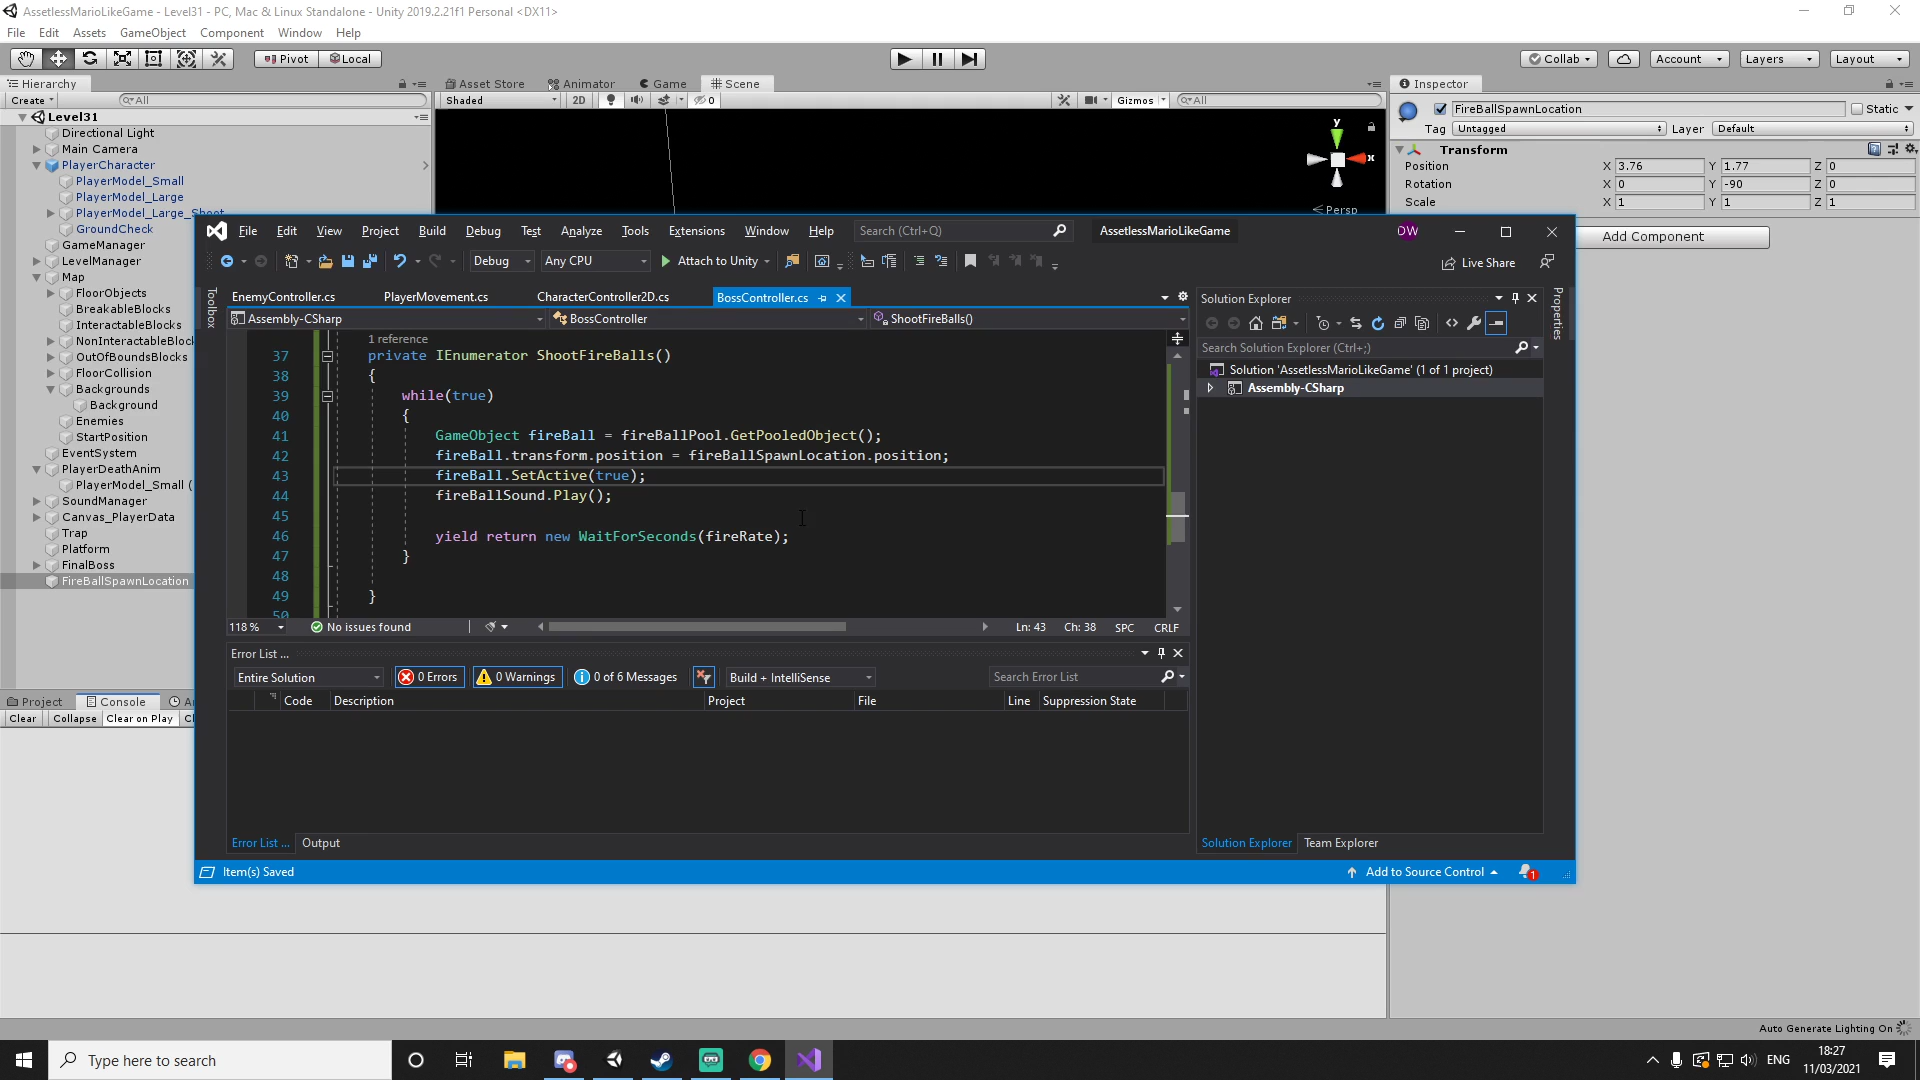 AssetlessMarioLikeGame - Level31 - PC, Mac & Linux Standalone - Unity 2019.2.21f1 Personal <DX11>
File Edit Assets GameObject Component Window Help
Pivot Local Collab Account Layers Layout
Hierarchy Asset Store Animator Game Scene Inspector
Create All Shaded 2D 0 Gizmos All
FireBallSpawnLocation Static
Tag Untagged Layer Default
Transform
Position X 3.76 Y 1.77 Z 0
Rotation X 0 Y -90 Z 0
Scale X 1 Y 1 Z 1
Add Component
y
x
Persp
Level31
Directional Light
Main Camera
PlayerCharacter
PlayerModel_Small
PlayerModel_Large
PlayerModel_Large_Shoot
GroundCheck
GameManager
LevelManager
Map
FloorObjects
BreakableBlocks
InteractableBlocks
NonInteractableBlock
OutOfBoundsBlocks
FloorCollision
Backgrounds
Background
Enemies
StartPosition
EventSystem
PlayerDeathAnim
PlayerModel_Small (
SoundManager
Canvas_PlayerData
Trap
Platform
FinalBoss
FireBallSpawnLocation
Project Console
Clear Collapse Clear on Play
File Edit View Project Build Debug Test Analyze Tools Extensions Window Help Search (Ctrl+Q) AssetlessMarioLikeGame DW
Debug Any CPU Attach to Unity Live Share
Toolbox
EnemyController.cs PlayerMovement.cs CharacterController2D.cs BossController.cs
Assembly-CSharp BossController ShootFireBalls()
1 reference
37 private IEnumerator ShootFireBalls()
38 {
39 while(true)
40 {
41 GameObject fireBall = fireBallPool.GetPooledObject();
42 fireBall.transform.position = fireBallSpawnLocation.position;
43 fireBall.SetActive(true);
44 fireBallSound.Play();
45
46 yield return new WaitForSeconds(fireRate);
47 }
48
49 }
50
118 % No issues found Ln: 43 Ch: 38 SPC CRLF
Error List ...
Entire Solution 0 Errors 0 Warnings 0 of 6 Messages Build + IntelliSense Search Error List
Code Description Project File Line Suppression State
Error List ... Output
Solution Explorer
Search Solution Explorer (Ctrl+;)
Solution 'AssetlessMarioLikeGame' (1 of 1 project)
Assembly-CSharp
Solution Explorer Team Explorer
Properties
Item(s) Saved Add to Source Control 1
Auto Generate Lighting On
Type here to search
ENG
18:27
11/03/2021